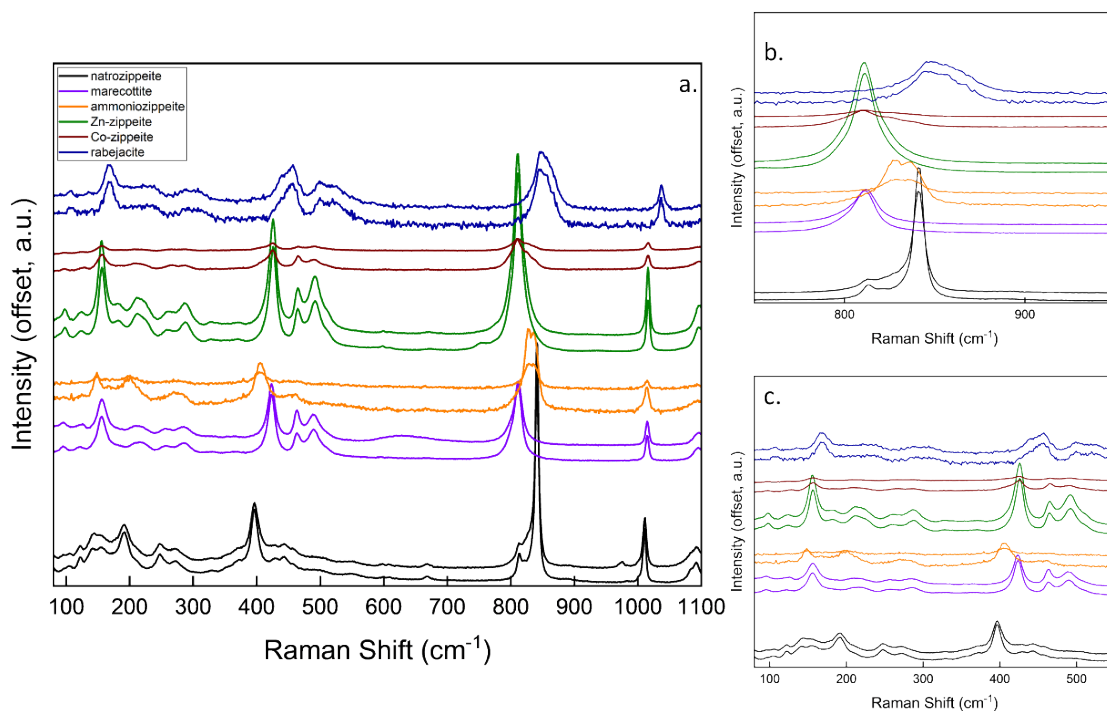 a.
natrozippeite
marecottite
ammoniozippeite
Zn-zippeite
Co-zippeite
rabejacite
Intensity (offset, a.u.)
100 200 300 400 500 600 700 800 900 1000 1100
Raman Shift (cm-1)
b.
Intensity (offset, a.u.)
800 900
Raman Shift (cm-1)
c.
Intensity (offset, a.u.)
100 200 300 400 500
Raman Shift (cm-1)